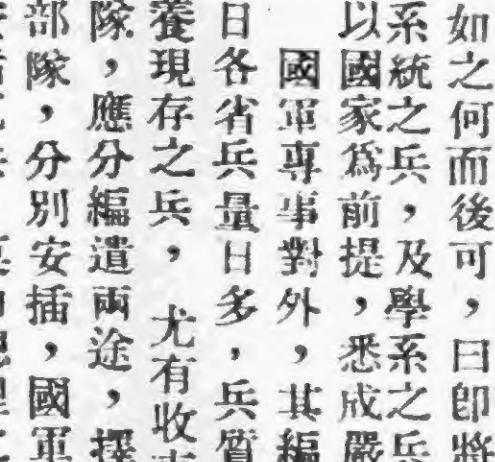 如之何而後可，曰卽將
系統之兵，及學系之兵
以國家爲前提，悉成嚴
國軍專事對外，其編
日各省兵量日多，兵質
養現存之兵，尤有收
隊，應分編遣兩途，擇
部隊，分別安插，國軍